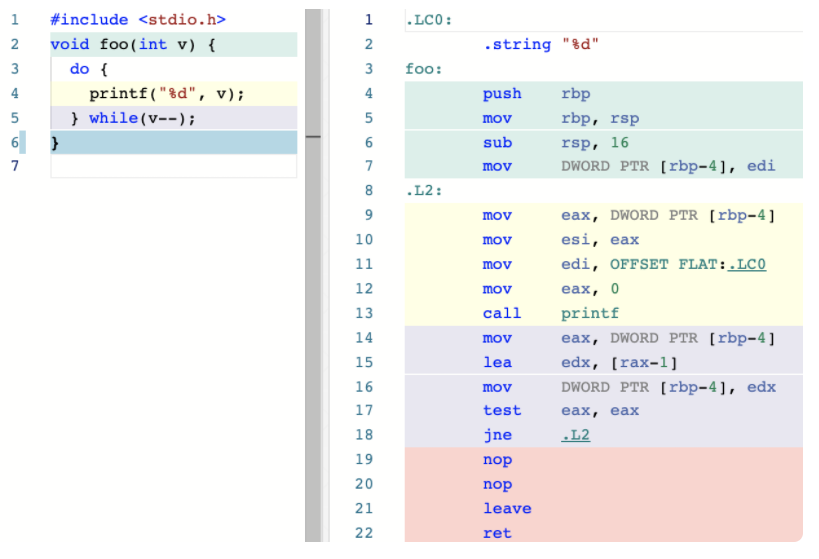 1 #include <stdio.h>
2 void foo(int v) {
3 do {
4 printf("%d", v);
5 } while(v--);
6 }
7
1 .LC0:
2 .string "%d"
3 foo:
4 push rbp
5 mov rbp, rsp
6 sub rsp, 16
7 mov DWORD PTR [rbp-4], edi
8 .L2:
9 mov eax, DWORD PTR [rbp-4]
10 mov esi, eax
11 mov edi, OFFSET FLAT:.LC0
12 mov eax, 0
13 call printf
14 mov eax, DWORD PTR [rbp-4]
15 lea edx, [rax-1]
16 mov DWORD PTR [rbp-4], edx
17 test eax, eax
18 jne .L2
19 nop
20 nop
21 leave
22 ret